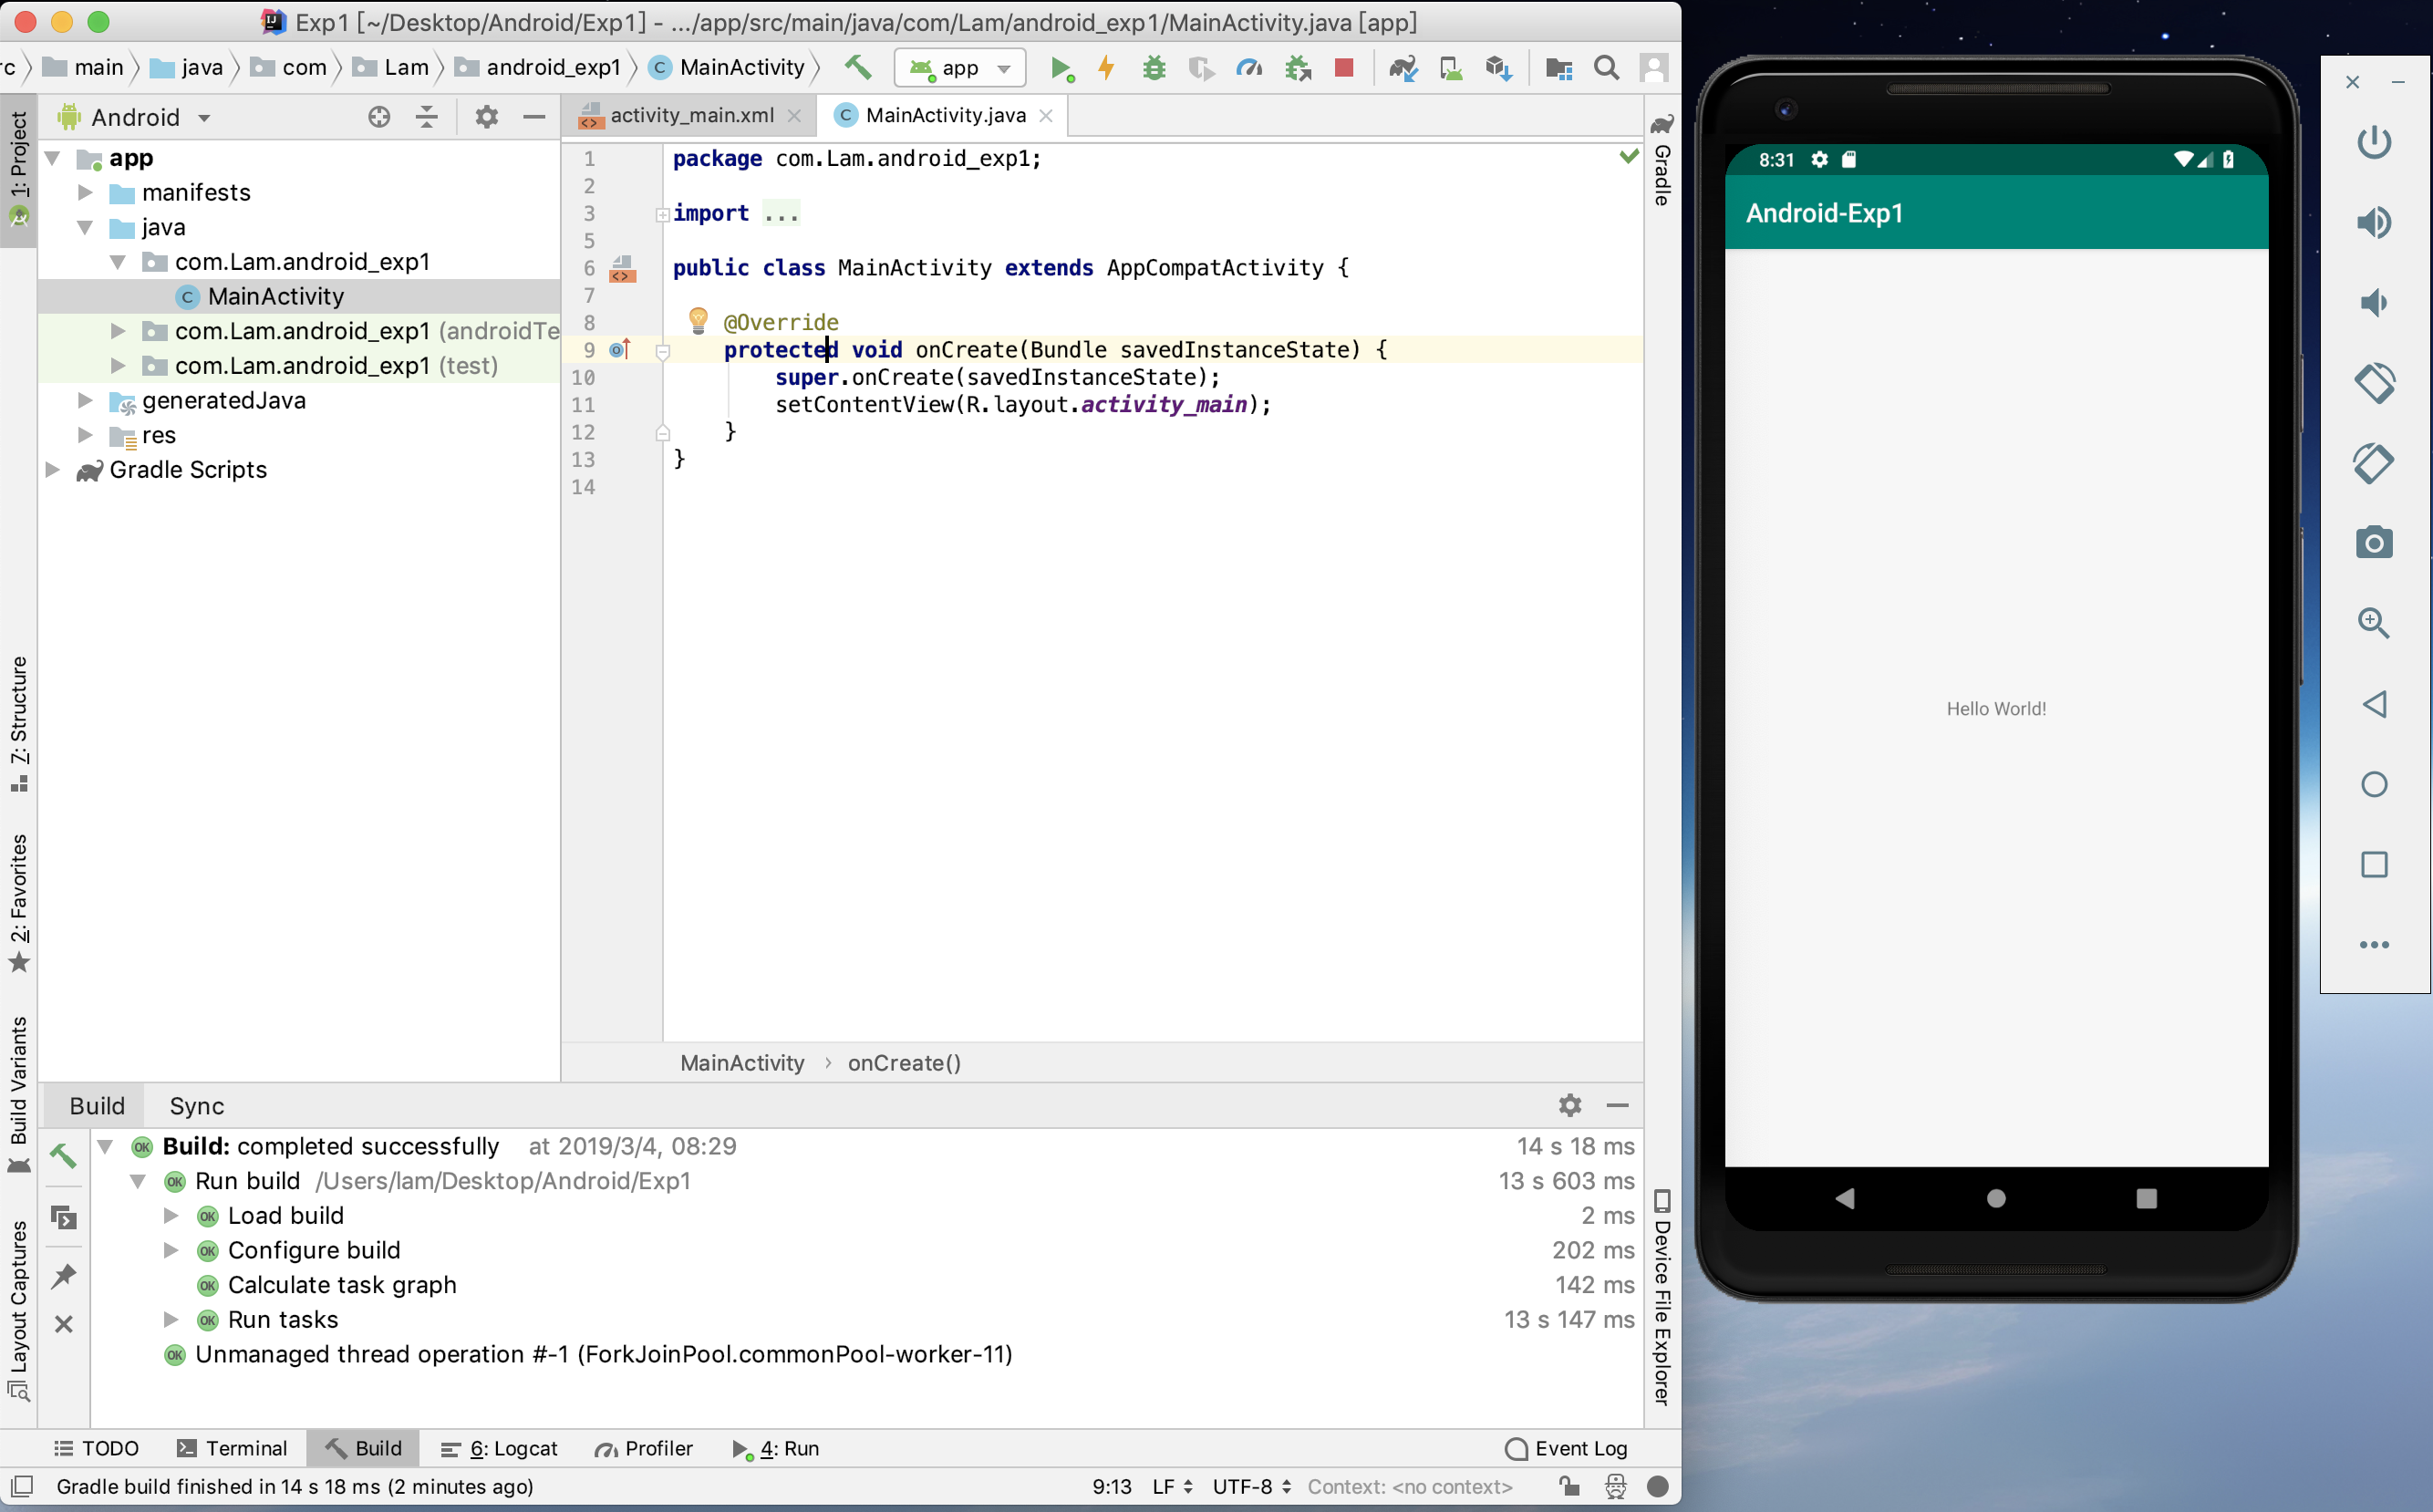 Exp1 [~/Desktop/Android/Exp1] - .../app/src/main/java/com/Lam/android_exp1/MainActivity.java [app]
rc main java com Lam android_exp1 C MainActivity app
1: Project
Android
app
manifests
java
com.Lam.android_exp1
C MainActivity
com.Lam.android_exp1 (androidTe
com.Lam.android_exp1 (test)
generatedJava
res
Gradle Scripts
activity_main.xml
C MainActivity.java
1 package com.Lam.android_exp1;
2
3 import ...
5
6 public class MainActivity extends AppCompatActivity {
7
8 @Override
9 protected void onCreate(Bundle savedInstanceState) {
10 super.onCreate(savedInstanceState);
11 setContentView(R.layout.activity_main);
12 }
13 }
14
MainActivity › onCreate()
Gradle
Device File Explorer
7: Structure
2: Favorites
Build Variants
Layout Captures
Build Sync
OK Build: completed successfully at 2019/3/4, 08:29 14 s 18 ms
OK Run build /Users/lam/Desktop/Android/Exp1 13 s 603 ms
OK Load build 2 ms
OK Configure build 202 ms
OK Calculate task graph 142 ms
OK Run tasks 13 s 147 ms
OK Unmanaged thread operation #-1 (ForkJoinPool.commonPool-worker-11)
TODO Terminal Build 6: Logcat Profiler 4: Run Event Log
Gradle build finished in 14 s 18 ms (2 minutes ago) 9:13 LF UTF-8 Context: <no context>
8:31
Android-Exp1
Hello World!